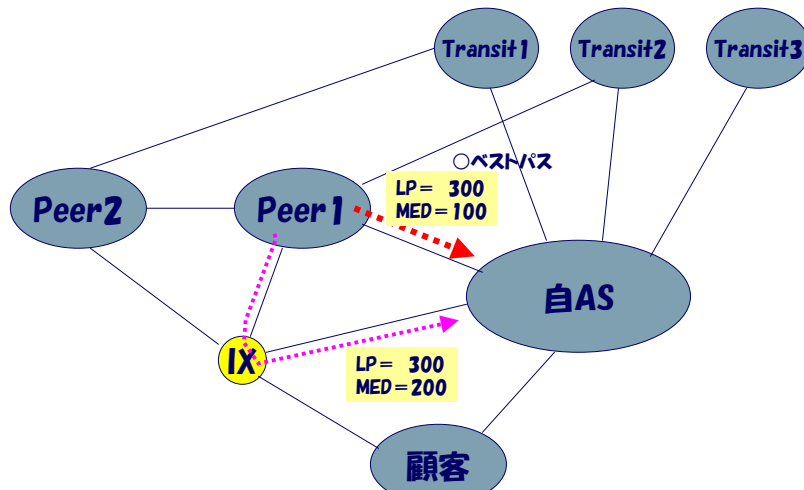 Transit1
Transit2
Transit3
○ベストパス
LP= 300
MED=100
Peer2
Peer1
自AS
IX
LP= 300
MED=200
顧客